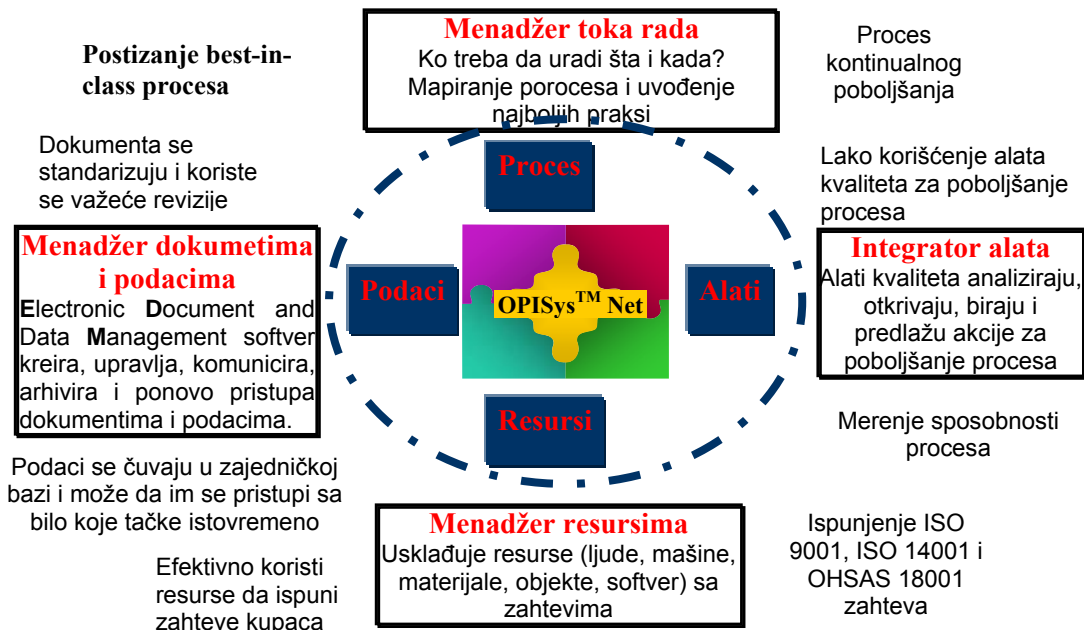 Postizanje best-in-
class procesa
Menadžer toka rada
Ko treba da uradi šta i kada?
Mapiranje porocesa i uvođenje
najboljih praksi
Proces
kontinualnog
poboljšanja
Dokumenta se
standarizuju i koriste
se važeće revizije
Proces
Lako korišćenje alata
kvaliteta za poboljšanje
procesa
Menadžer dokumetima
i podacima
Electronic Document and
Data Management softver
kreira, upravlja, komunicira,
arhivira i ponovo pristupa
dokumentima i podacima.
Podaci
OPISys™ Net
Alati
Integrator alata
Alati kvaliteta analiziraju,
otkrivaju, biraju i
predlažu akcije za
poboljšanje procesa
Resursi
Merenje sposobnosti
procesa
Podaci se čuvaju u zajedničkoj
bazi i može da im se pristupi sa
bilo koje tačke istovremeno
Menadžer resursima
Usklađuje resurse (ljude, mašine,
materijale, objekte, softver) sa
zahtevima
Ispunjenje ISO
9001, ISO 14001 i
OHSAS 18001
zahteva
Efektivno koristi
resurse da ispuni
zahteve kupaca